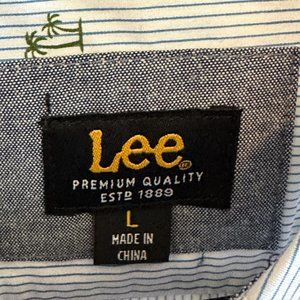 Lee
PREMIUM QUALITY
ESTD 1889
L
MADE IN
CHINA